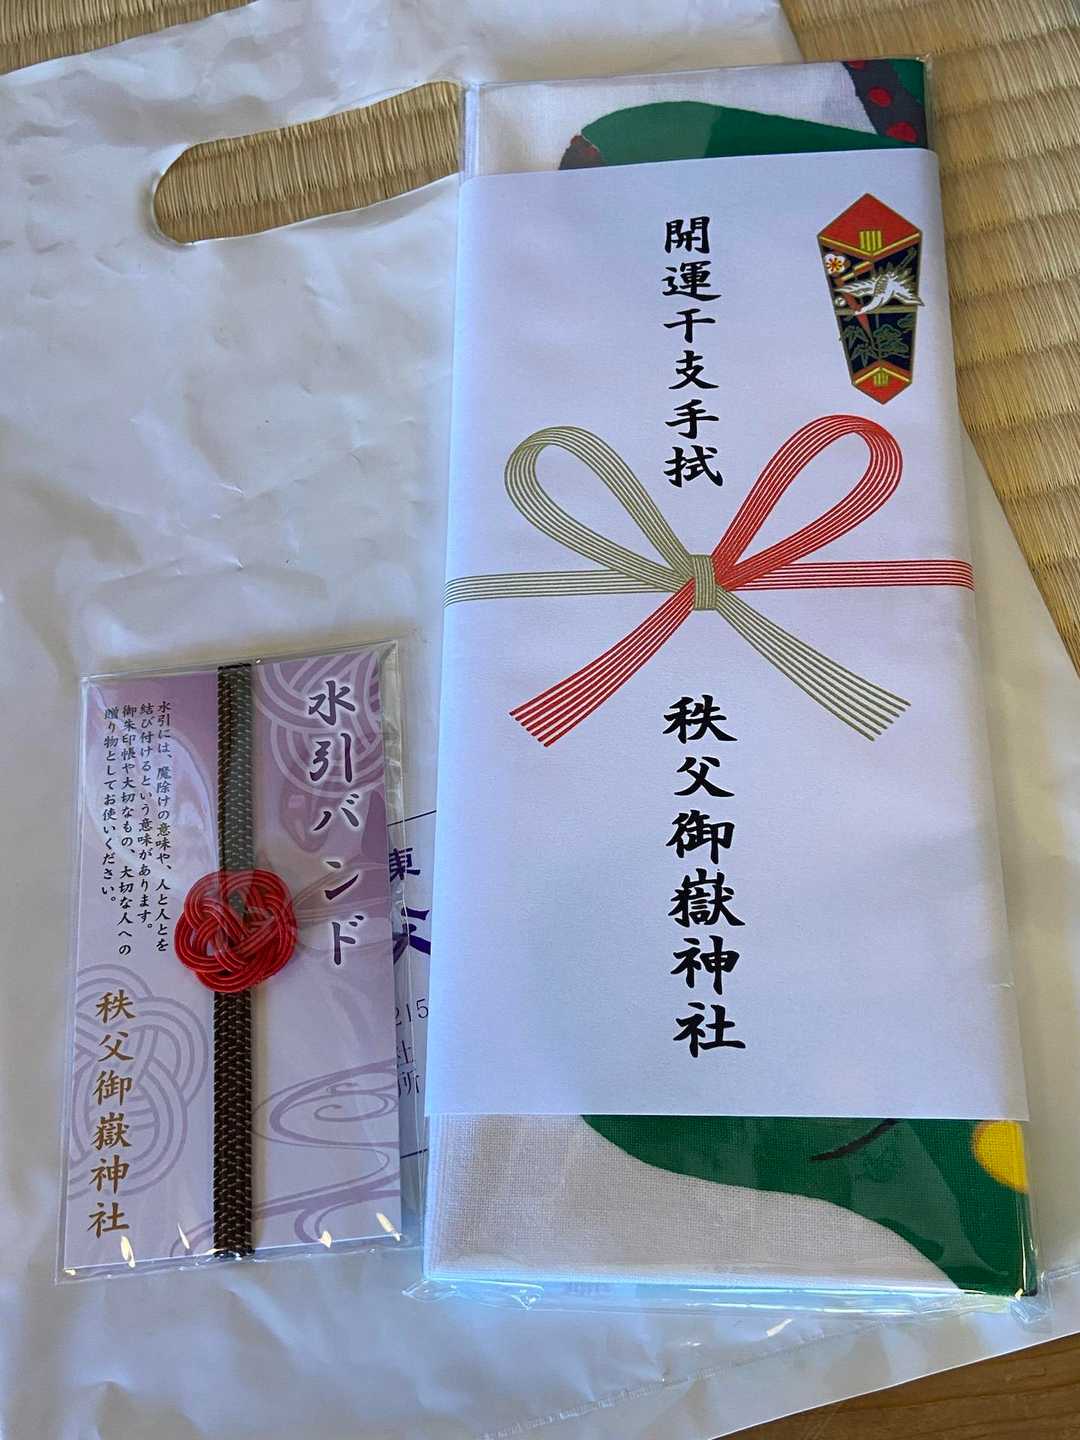 開運干支手拭
秩父御嶽神社
水引バンド
水引には、魔除けの意味や、人と人とを
結び付けるという意味があります。
御朱印帳や大切なもの、大切な人への
贈り物としてお使いください。
秩父御嶽神社
東
215
社
所